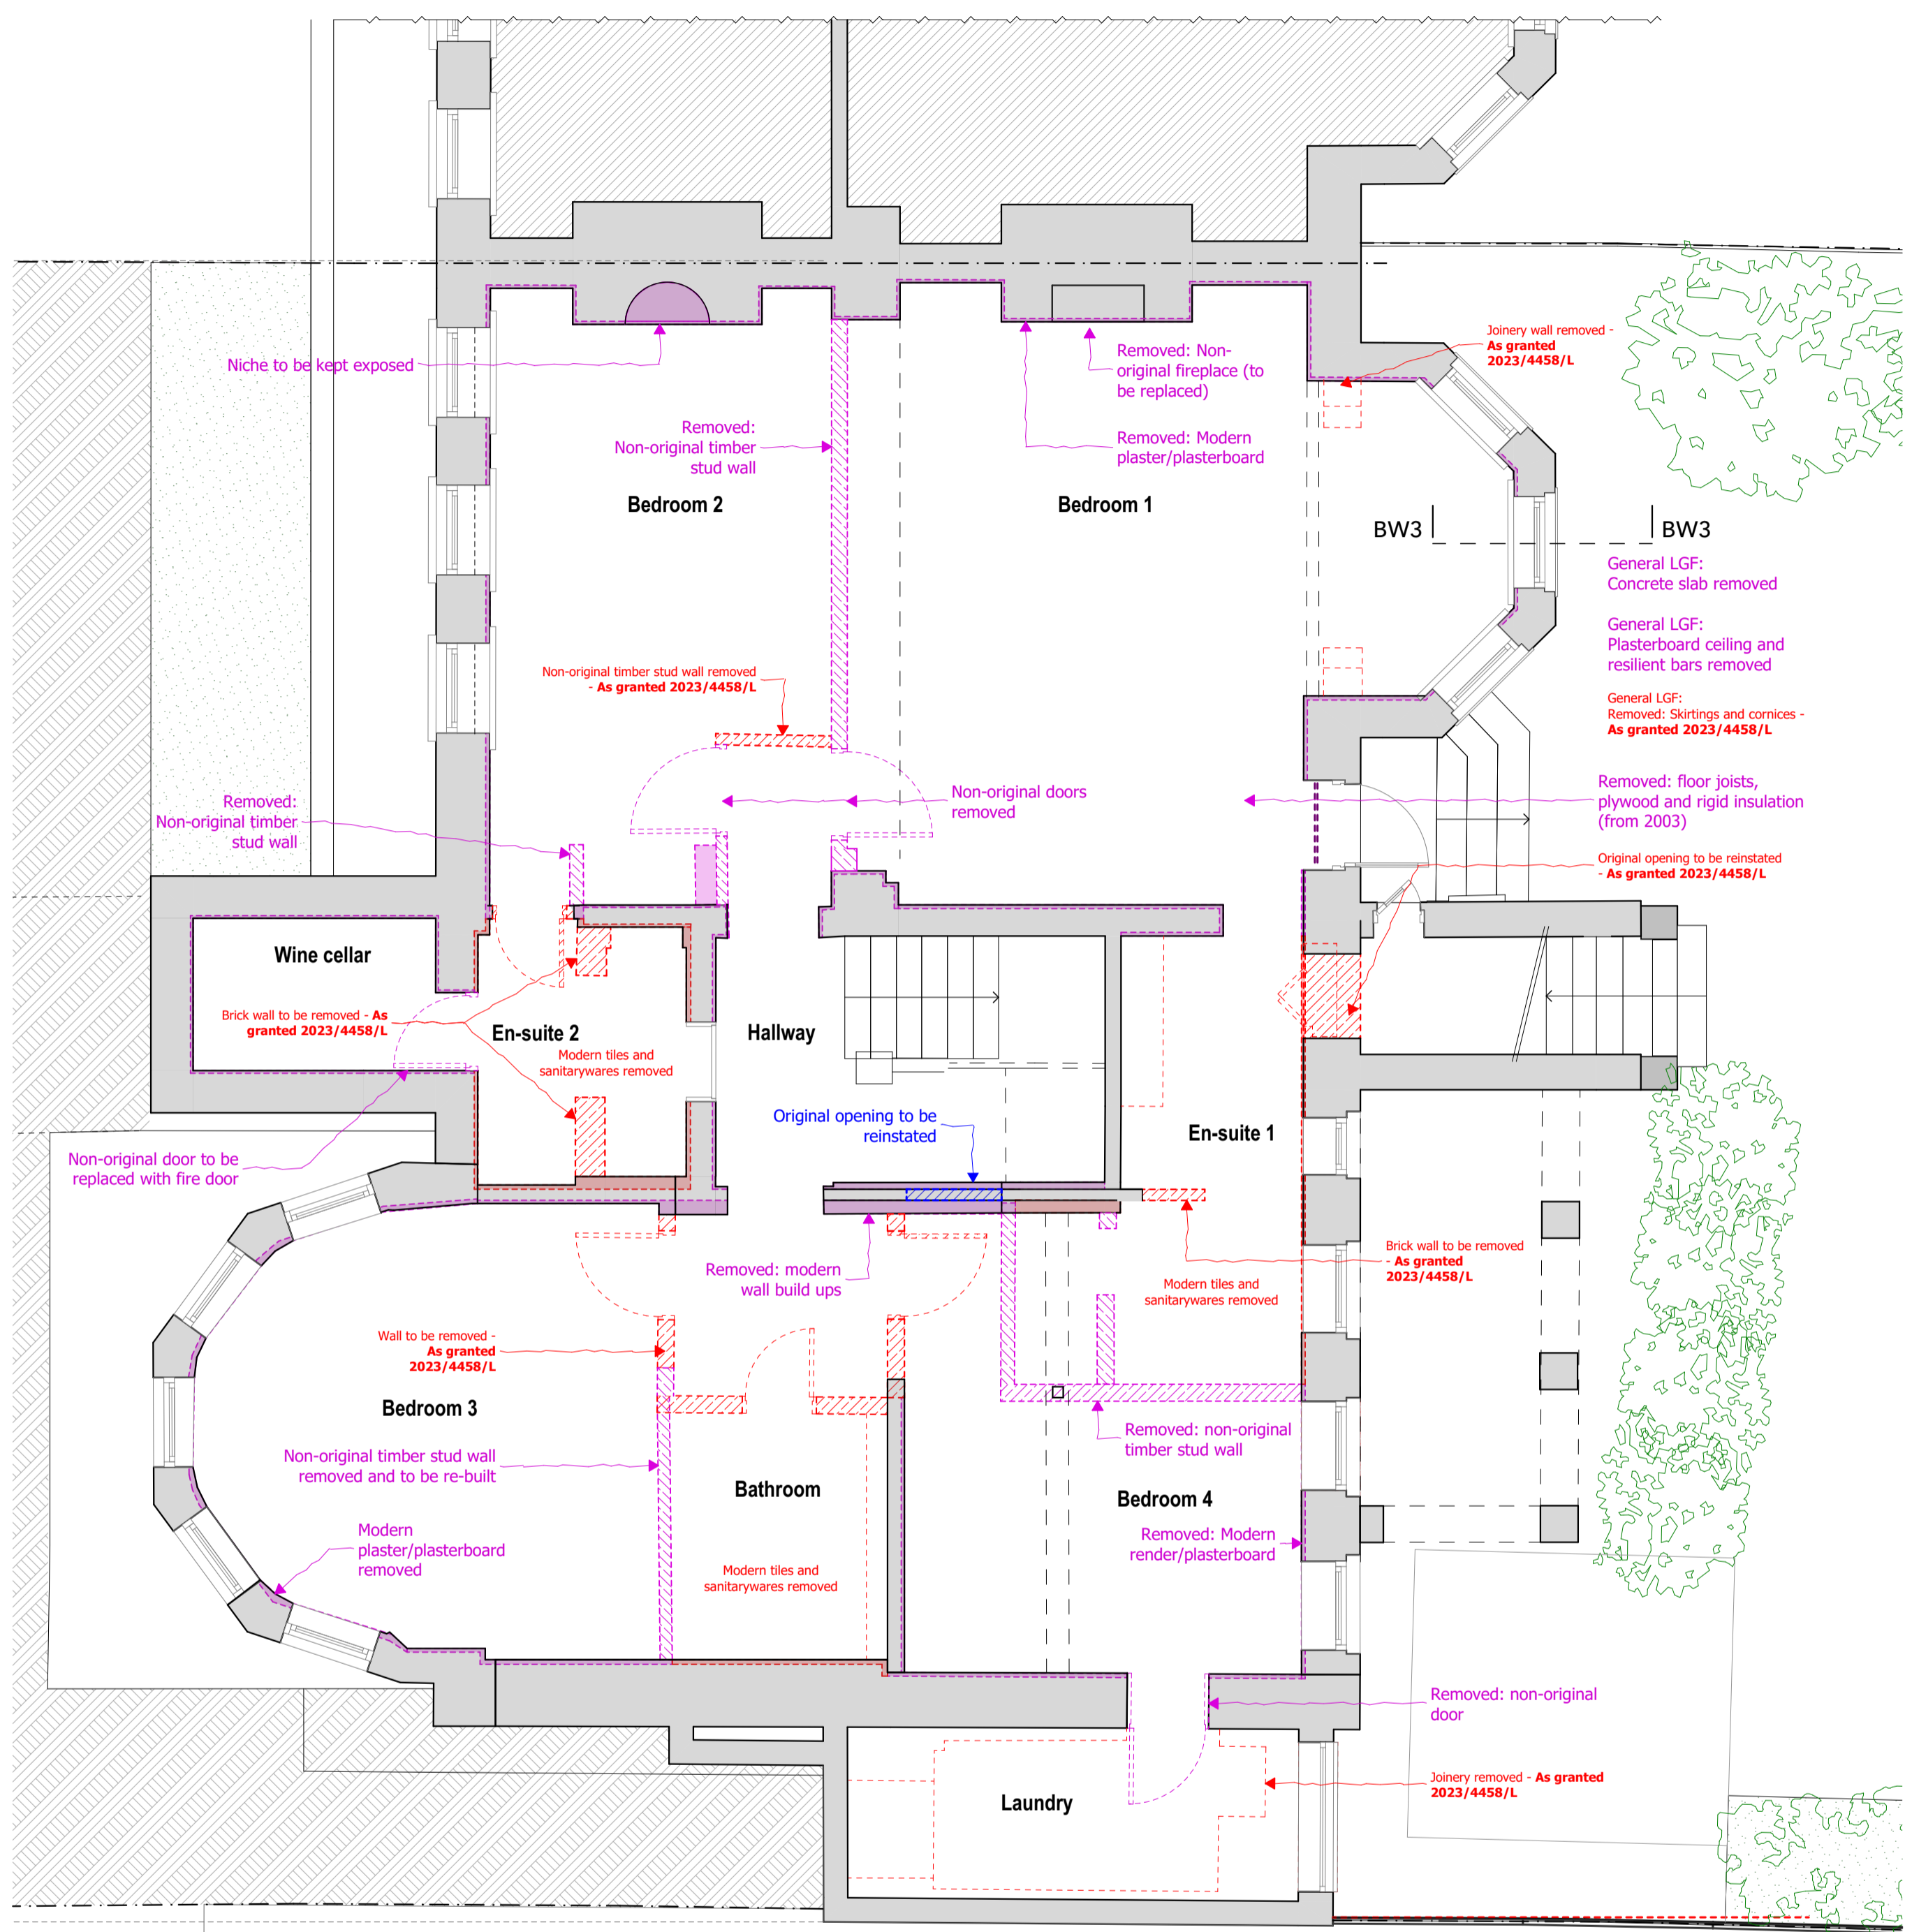 Joinery wall removed -
As granted
2023/4458/L
Niche to be kept exposed
Removed: Non-
original fireplace (to
be replaced)
Removed:
Non-original timber
stud wall
Removed: Modern
plaster/plasterboard
Bedroom 2
Bedroom 1
BW3
BW3
General LGF:
Concrete slab removed
General LGF:
Plasterboard ceiling and
resilient bars removed
Non-original timber stud wall removed
- As granted 2023/4458/L
General LGF:
Removed: Skirtings and cornices -
As granted 2023/4458/L
Removed:
Non-original timber
stud wall
Non-original doors
removed
Removed: floor joists,
plywood and rigid insulation
(from 2003)
Original opening to be reinstated
- As granted 2023/4458/L
Wine cellar
Brick wall to be removed - As
granted 2023/4458/L
En-suite 2
Hallway
Modern tiles and
sanitarywares removed
Original opening to be
reinstated
En-suite 1
Non-original door to be
replaced with fire door
Removed: modern
wall build ups
Brick wall to be removed
- As granted
2023/4458/L
Modern tiles and
sanitarywares removed
Wall to be removed -
As granted
2023/4458/L
Bedroom 3
Non-original timber stud wall
removed and to be re-built
Removed: non-original
timber stud wall
Bathroom
Bedroom 4
Modern
plaster/plasterboard
removed
Removed: Modern
render/plasterboard
Modern tiles and
sanitarywares removed
Removed: non-original
door
Laundry
Joinery removed - As granted
2023/4458/L